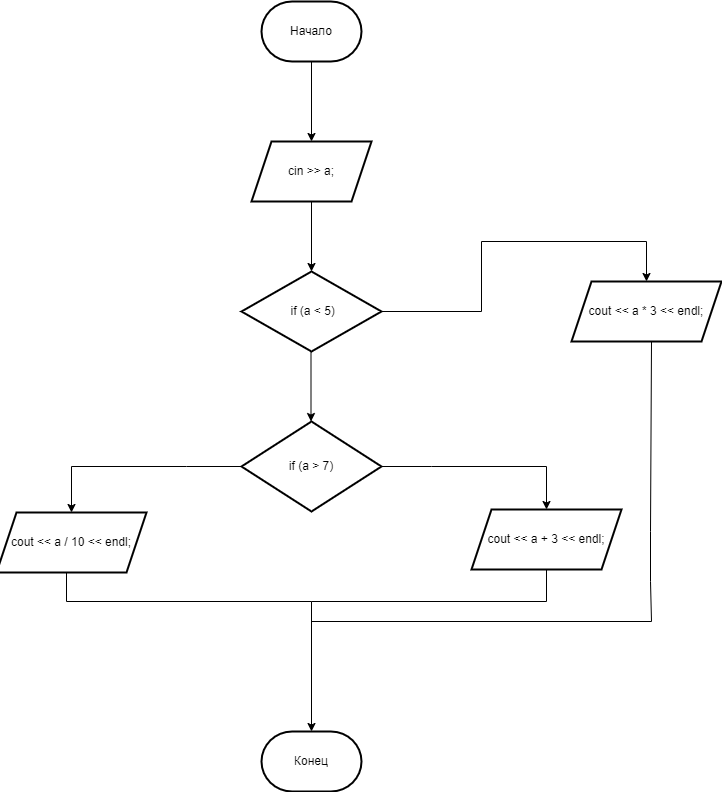 Начало
cin >> a;
if (a < 5)
cout << a * 3 << endl;
if (a > 7)
cout << a / 10 << endl;
cout << a + 3 << endl;
Конец